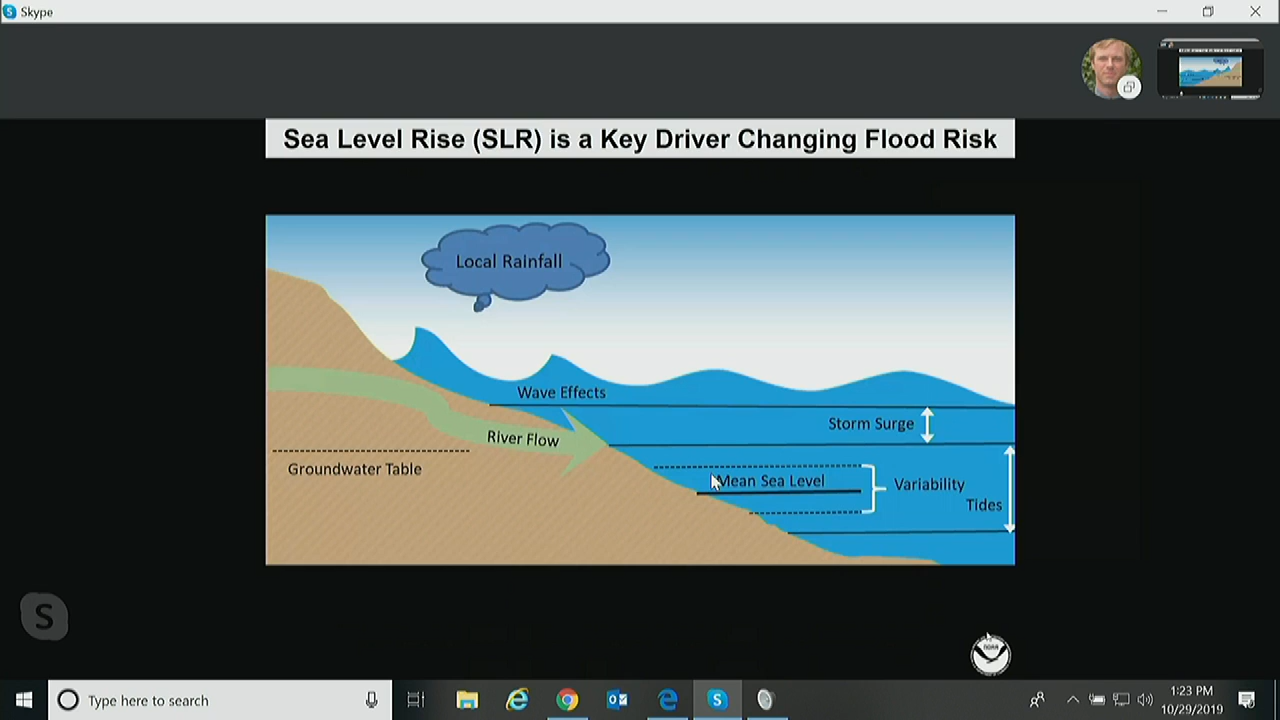 Skype
Sea Level Rise (SLR) is a Key Driver Changing Flood Risk
Local Rainfall
Wave Effects
Storm Surge
River Flow
Groundwater Table
Mean Sea Level
Variability
Tides
S
NOAA
Type here to search
1:23 PM
10/29/2019